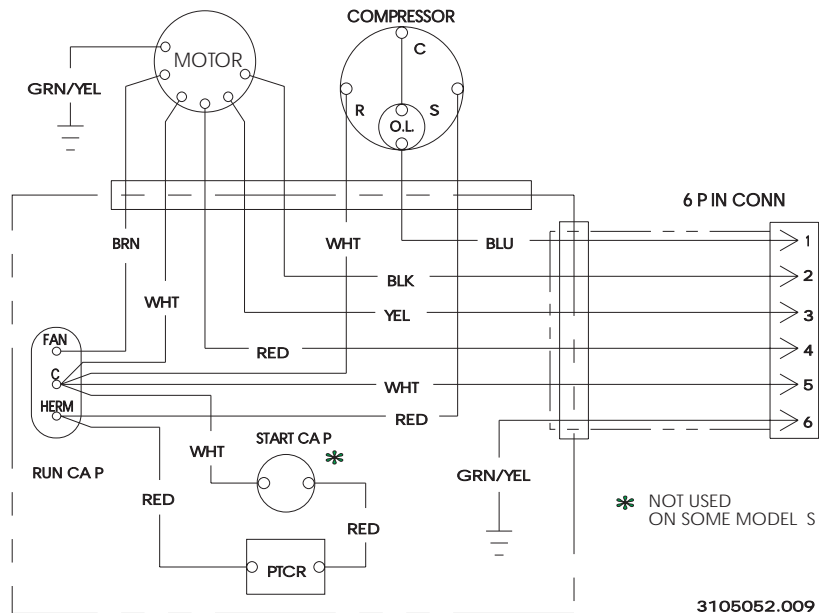 COMPRESSOR
MOTOR
C
GRN/YEL
R
S
O.L.
6 P IN CONN
BRN
WHT
BLU
1
BLK
2
WHT
YEL
3
FAN
RED
4
C
WHT
5
HERM
RED
6
START CA P *
WHT
RUN CA P
GRN/YEL
RED
* NOT USED
ON SOME MODEL S
RED
PTCR
3105052.009